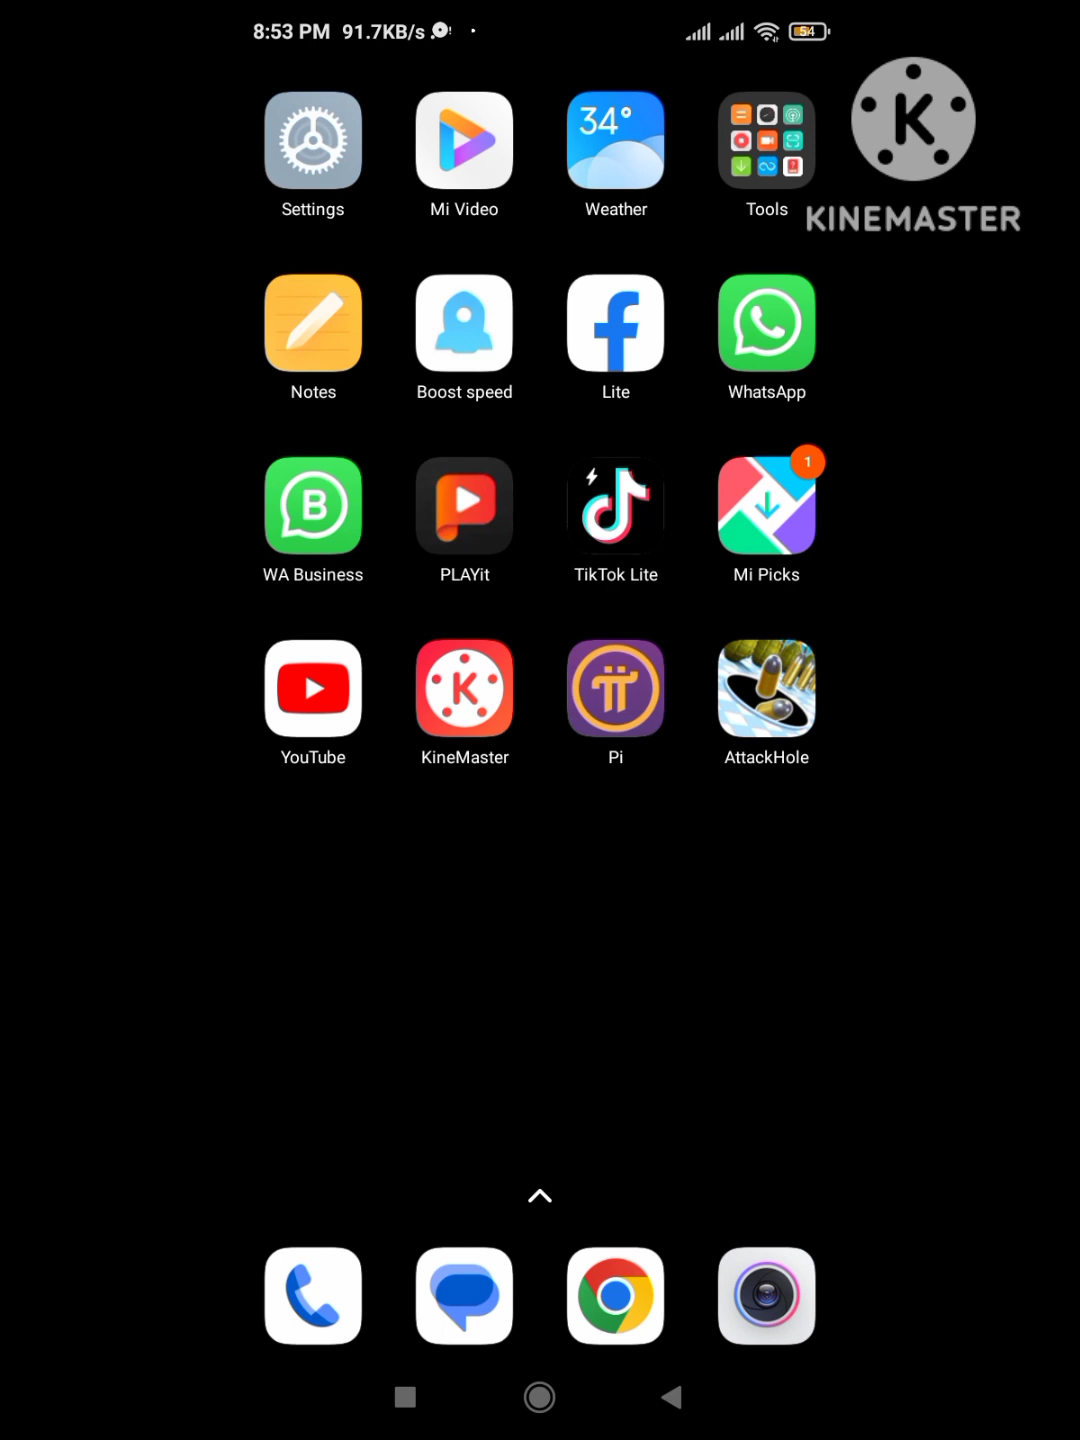 8:53 PM 91.7KB/s
54
34°
Settings
Mi Video
Weather
Tools
KINEMASTER
Notes
Boost speed
Lite
WhatsApp
1
WA Business
PLAYit
TikTok Lite
Mi Picks
YouTube
KineMaster
Pi
AttackHole